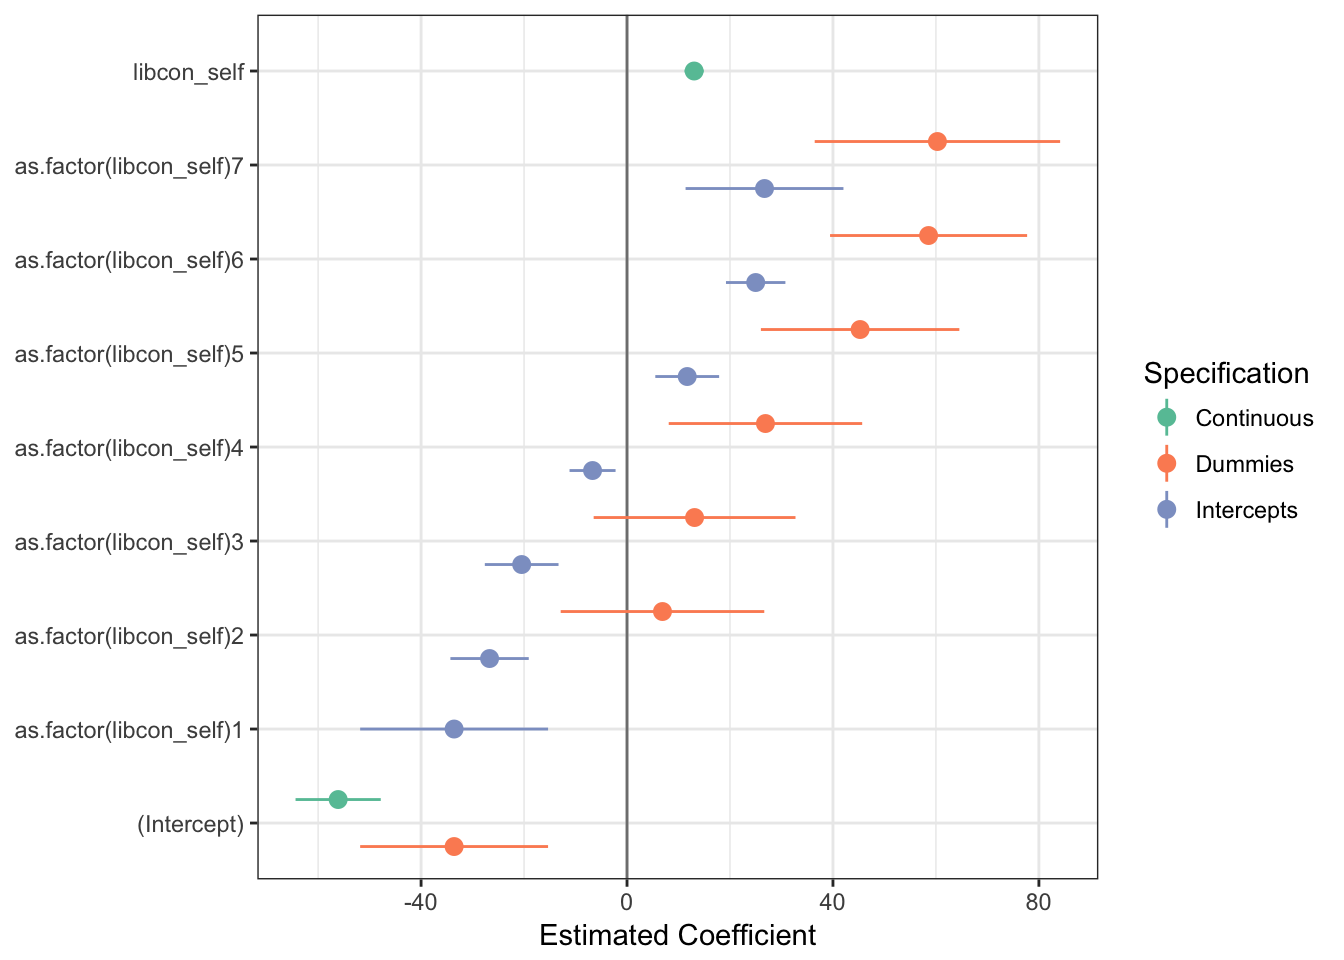 libcon_self
as.factor(libcon_self)7
as.factor(libcon_self)6
as.factor(libcon_self)5
as.factor(libcon_self)4
as.factor(libcon_self)3
as.factor(libcon_self)2
as.factor(libcon_self)1
(Intercept)
-40
0
40
80
Estimated Coefficient
Specification
Continuous
Dummies
Intercepts